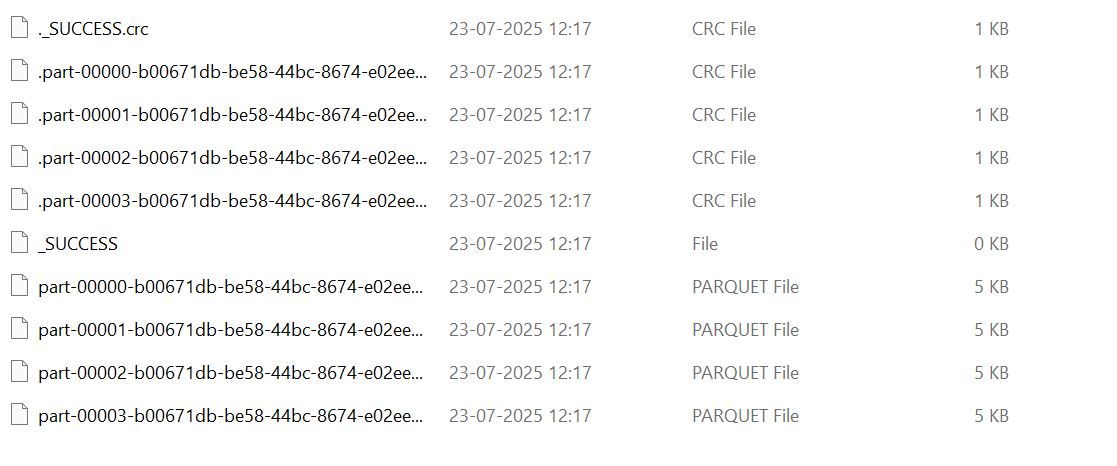 ._SUCCESS.crc 23-07-2025 12:17 CRC File 1 KB
.part-00000-b00671db-be58-44bc-8674-e02ee... 23-07-2025 12:17 CRC File 1 KB
.part-00001-b00671db-be58-44bc-8674-e02ee... 23-07-2025 12:17 CRC File 1 KB
.part-00002-b00671db-be58-44bc-8674-e02ee... 23-07-2025 12:17 CRC File 1 KB
.part-00003-b00671db-be58-44bc-8674-e02ee... 23-07-2025 12:17 CRC File 1 KB
_SUCCESS 23-07-2025 12:17 File 0 KB
part-00000-b00671db-be58-44bc-8674-e02ee... 23-07-2025 12:17 PARQUET File 5 KB
part-00001-b00671db-be58-44bc-8674-e02ee... 23-07-2025 12:17 PARQUET File 5 KB
part-00002-b00671db-be58-44bc-8674-e02ee... 23-07-2025 12:17 PARQUET File 5 KB
part-00003-b00671db-be58-44bc-8674-e02ee... 23-07-2025 12:17 PARQUET File 5 KB